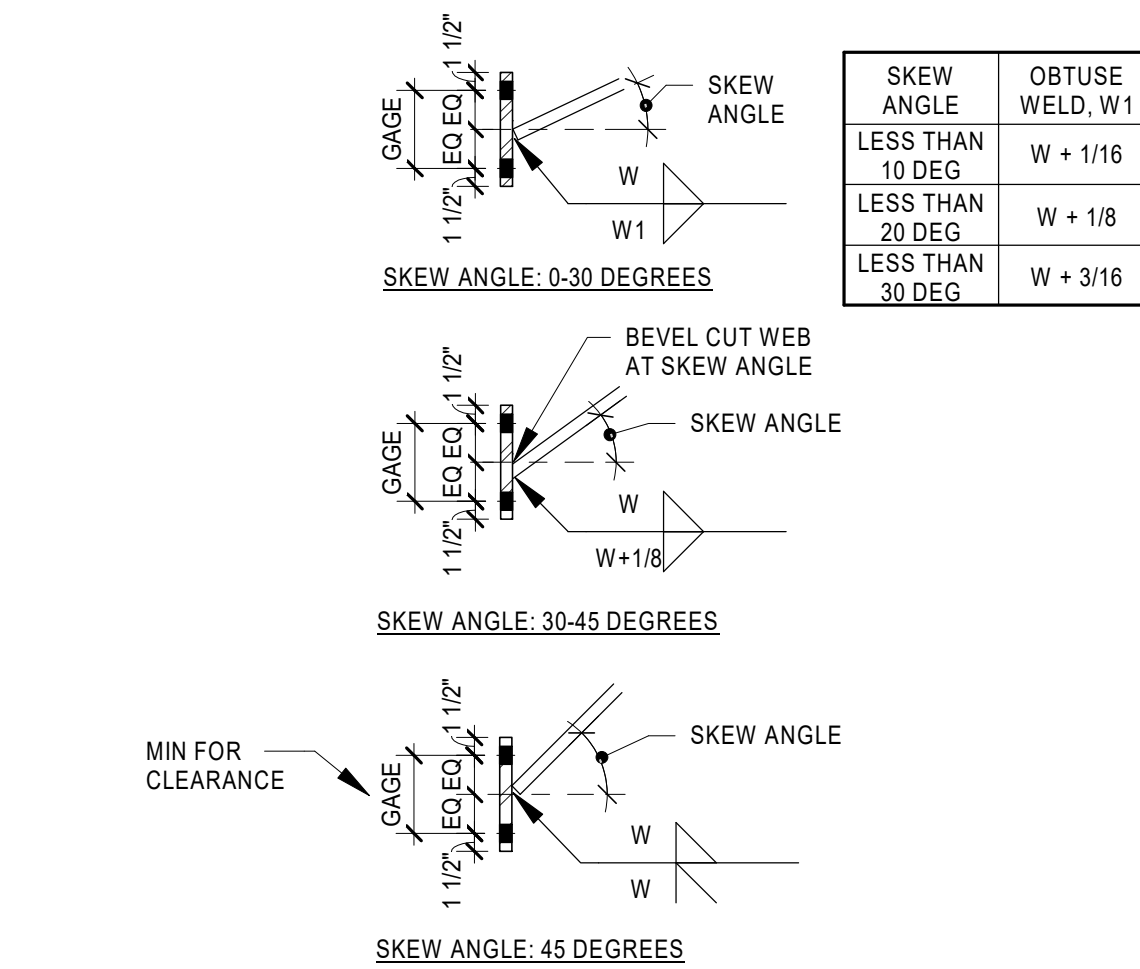 1 1/2"
EQ EQ
GAGE
1 1/2"
SKEW
ANGLE
W
W1
SKEW ANGLE: 0-30 DEGREES
SKEW
ANGLE
OBTUSE
WELD, W1
LESS THAN
10 DEG
W + 1/16
LESS THAN
20 DEG
W + 1/8
LESS THAN
30 DEG
W + 3/16
BEVEL CUT WEB
AT SKEW ANGLE
1 1/2"
EQ EQ
GAGE
1 1/2"
SKEW ANGLE
W
W+1/8
SKEW ANGLE: 30-45 DEGREES
MIN FOR
CLEARANCE
1 1/2"
EQ EQ
GAGE
1 1/2"
SKEW ANGLE
W
W
SKEW ANGLE: 45 DEGREES